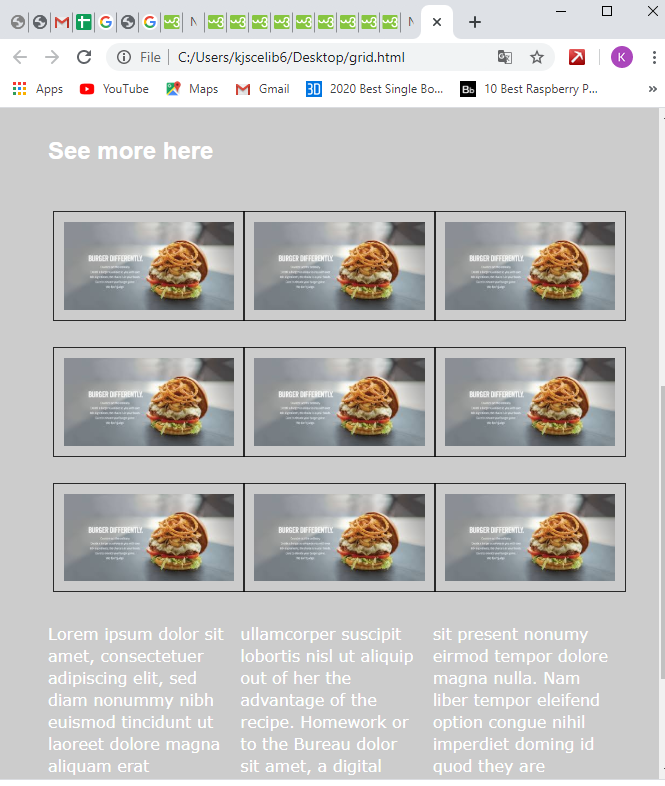 N
N
File
C:/Users/kjscelib6/Desktop/grid.html
K
Apps
YouTube
Maps
Gmail
3D
2020 Best Single Bo...
Bb
10 Best Raspberry P...
»
See more here
BURGER DIFFERENTLY.
BURGER DIFFERENTLY.
BURGER DIFFERENTLY.
BURGER DIFFERENTLY.
BURGER DIFFERENTLY.
BURGER DIFFERENTLY.
BURGER DIFFERENTLY.
BURGER DIFFERENTLY.
BURGER DIFFERENTLY.
Lorem ipsum dolor sit
amet, consectetuer
adipiscing elit, sed
diam nonummy nibh
euismod tincidunt ut
laoreet dolore magna
aliquam erat
ullamcorper suscipit
lobortis nisl ut aliquip
out of her the
advantage of the
recipe. Homework or
to the Bureau dolor
sit amet, a digital
sit present nonumy
eirmod tempor dolore
magna nulla. Nam
liber tempor eleifend
option congue nihil
imperdiet doming id
quod they are